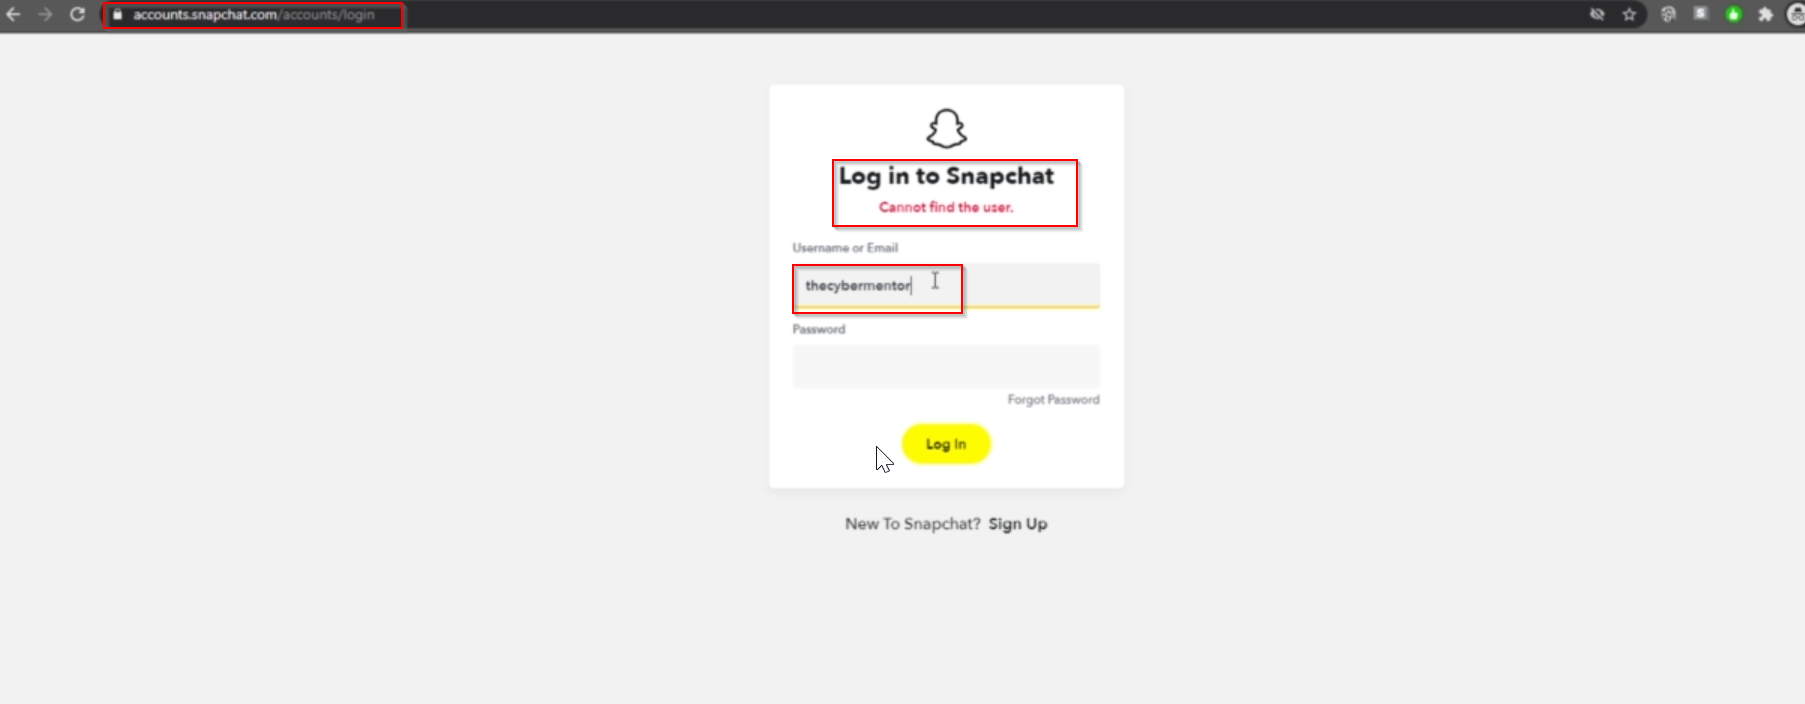 accounts.snapchat.com/accounts/login
Log in to Snapchat
Cannot find the user.
Username or Email
thecybermentor
Password
Forgot Password
Log In
New To Snapchat? Sign Up